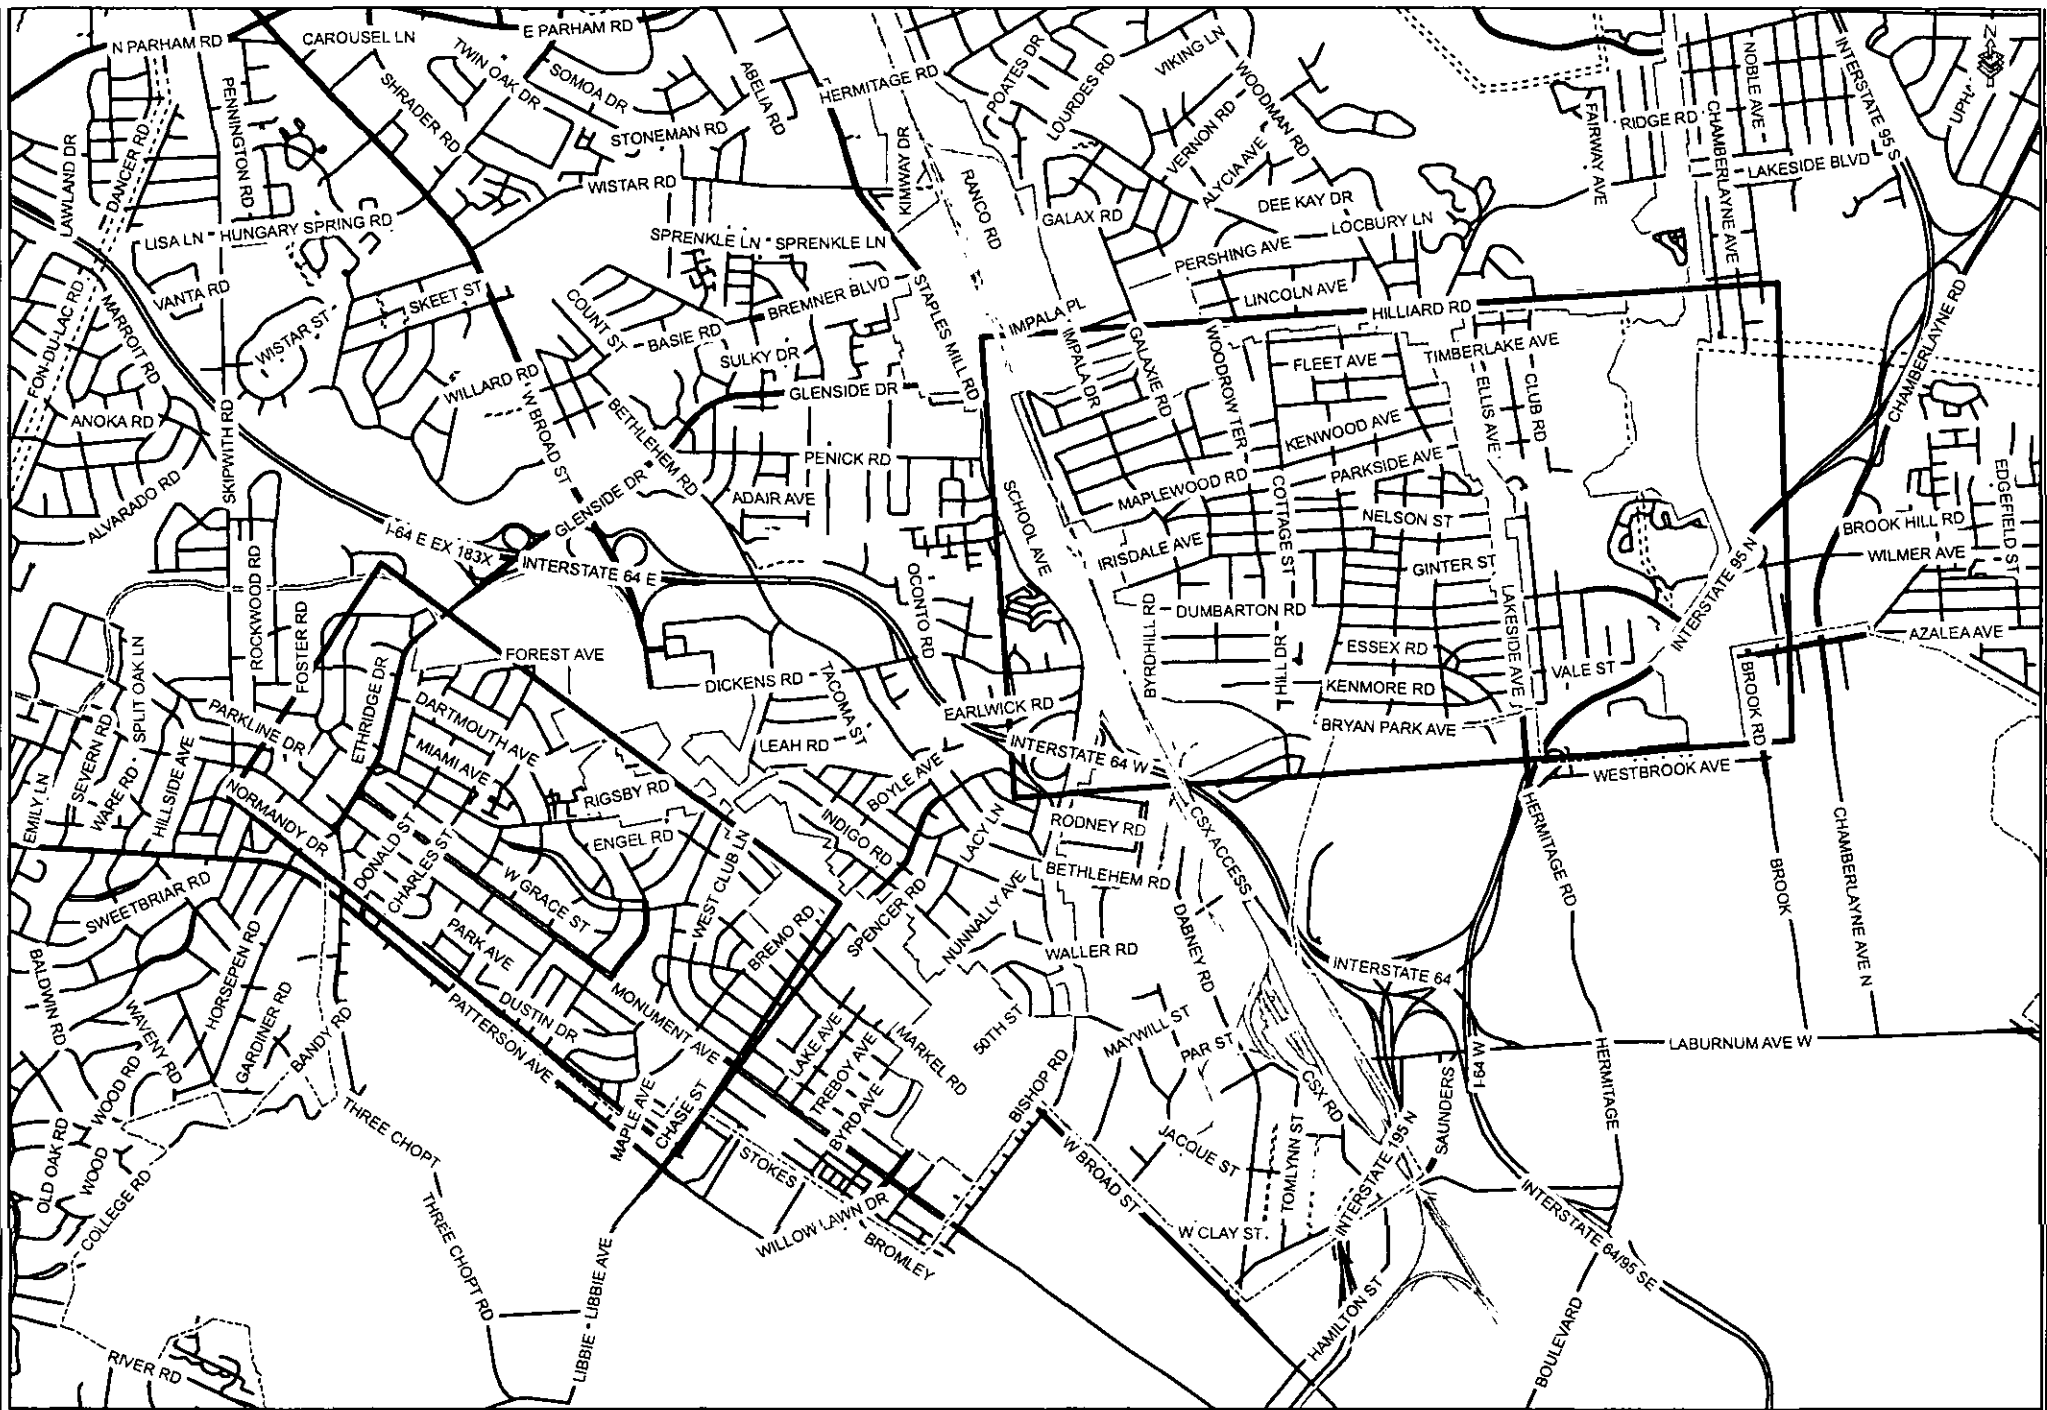 N PARHAM RD
CAROUSEL LN
E PARHAM RD
TWIN OAK DR
SOMOA DR
ABELIA RD
HERMITAGE RD
POATES DR
LOURDES RD
VIKING LN
WOODMAN RD
NOBLE AVE
INTERSTATE 95 S
N
PENNINGTON RD
SHRADER RD
STONEMAN RD
KINWAY DR
VERNON RD
FAIRWAY AVE
RIDGE RD
CHAMBERLAYNE AVE
LAWLAND DR
DANCER RD
WISTAR RD
RANCO RD
ALYCIA AVE
LAKESIDE BLVD
GALAX RD
DEE KAY DR
LISA LN
HUNGARY SPRING RD
SPRENKLE LN
SPRENKLE LN
LOCBURY LN
PERSHING AVE
FON-DU-LAC RD
MARROIT RD
VANTA RD
SKEET ST
COUNT ST
BREMNER BLVD
STAPLES MILL RD
LINCOLN AVE
HILLIARD RD
WISTAR ST
BASIE RD
IMPALA PL
IMPALA DR
GALAXIE RD
WOODROW TER
SULKY DR
FLEET AVE
TIMBERLAKE AVE
CHAMBERLAYNE RD
WILLARD RD
W BROAD ST
BETHLEHEM RD
GLENSIDE DR
ELLIS AVE
CLUB RD
ANOKA RD
SKIPWITH RD
KENWOOD AVE
PENICK RD
PARKSIDE AVE
MAPLEWOOD RD
ALVARADO RD
GLENSIDE DR
ADAIR AVE
SCHOOL AVE
COTTAGE ST
NELSON ST
EDGEFIELD ST
I-64 E EX 183X
BROOK HILL RD
IRISDALE AVE
WILMER AVE
INTERSTATE 64 E
GINTER ST
INTERSTATE 95 N
ROCKWOOD RD
OCONTO RD
BYRDHILL RD
DUMBARTON RD
LAKESIDE AVE
FOSTER RD
AZALEA AVE
SPLIT OAK LN
FOREST AVE
HILL DR
ESSEX RD
VALE ST
ETHRIDGE DR
DICKENS RD
TACOMA ST
KENMORE RD
BROOK RD
PARKLINE DR
DARTMOUTH AVE
EARLWICK RD
BRYAN PARK AVE
SEVERN RD
MIAMI AVE
LEAH RD
INTERSTATE 64 W
WESTBROOK AVE
EMILY LN
WARE RD
HILLSIDE AVE
NORMANDY DR
RIGSBY RD
BOYLE AVE
HERMITAGE RD
DONALD ST
CHARLES ST
ENGEL RD
INDIGO RD
LACY LN
RODNEY RD
CSX ACCESS
CHAMBERLAYNE AVE N
SWEETBRIAR RD
W GRACE ST
WEST CLUB LN
BETHLEHEM RD
BROOK
BALDWIN RD
HORSEPEN RD
PARK AVE
BREMO RD
SPENCER RD
NUNNALLY AVE
DABNEY RD
WALLER RD
INTERSTATE 64
WAVENY RD
GARDINER RD
BANDY RD
PATTERSON AVE
DUSTIN DR
MONUMENT AVE
LAKE AVE
MARKEL RD
50TH ST
MAYWILL ST
PAR ST
LABURNUM AVE W
HERMITAGE
WOOD RD
TREBOY AVE
BISHOP RD
CSX RD
I-64 W
THREE CHOPT
MAPLE AVE
CHASE ST
BYRD AVE
SAUNDERS
OLD OAK RD
WOOD
COLLEGE RD
STOKES
W BROAD ST
JACQUE ST
TOMLYNN ST
INTERSTATE 195 N
THREE CHOPT RD
WILLOW LAWN DR
BROMLEY
W CLAY ST
INTERSTATE 64/95 SE
LIBBIE - LIBBIE AVE
HAMILTON ST
BOULEVARD
RIVER RD